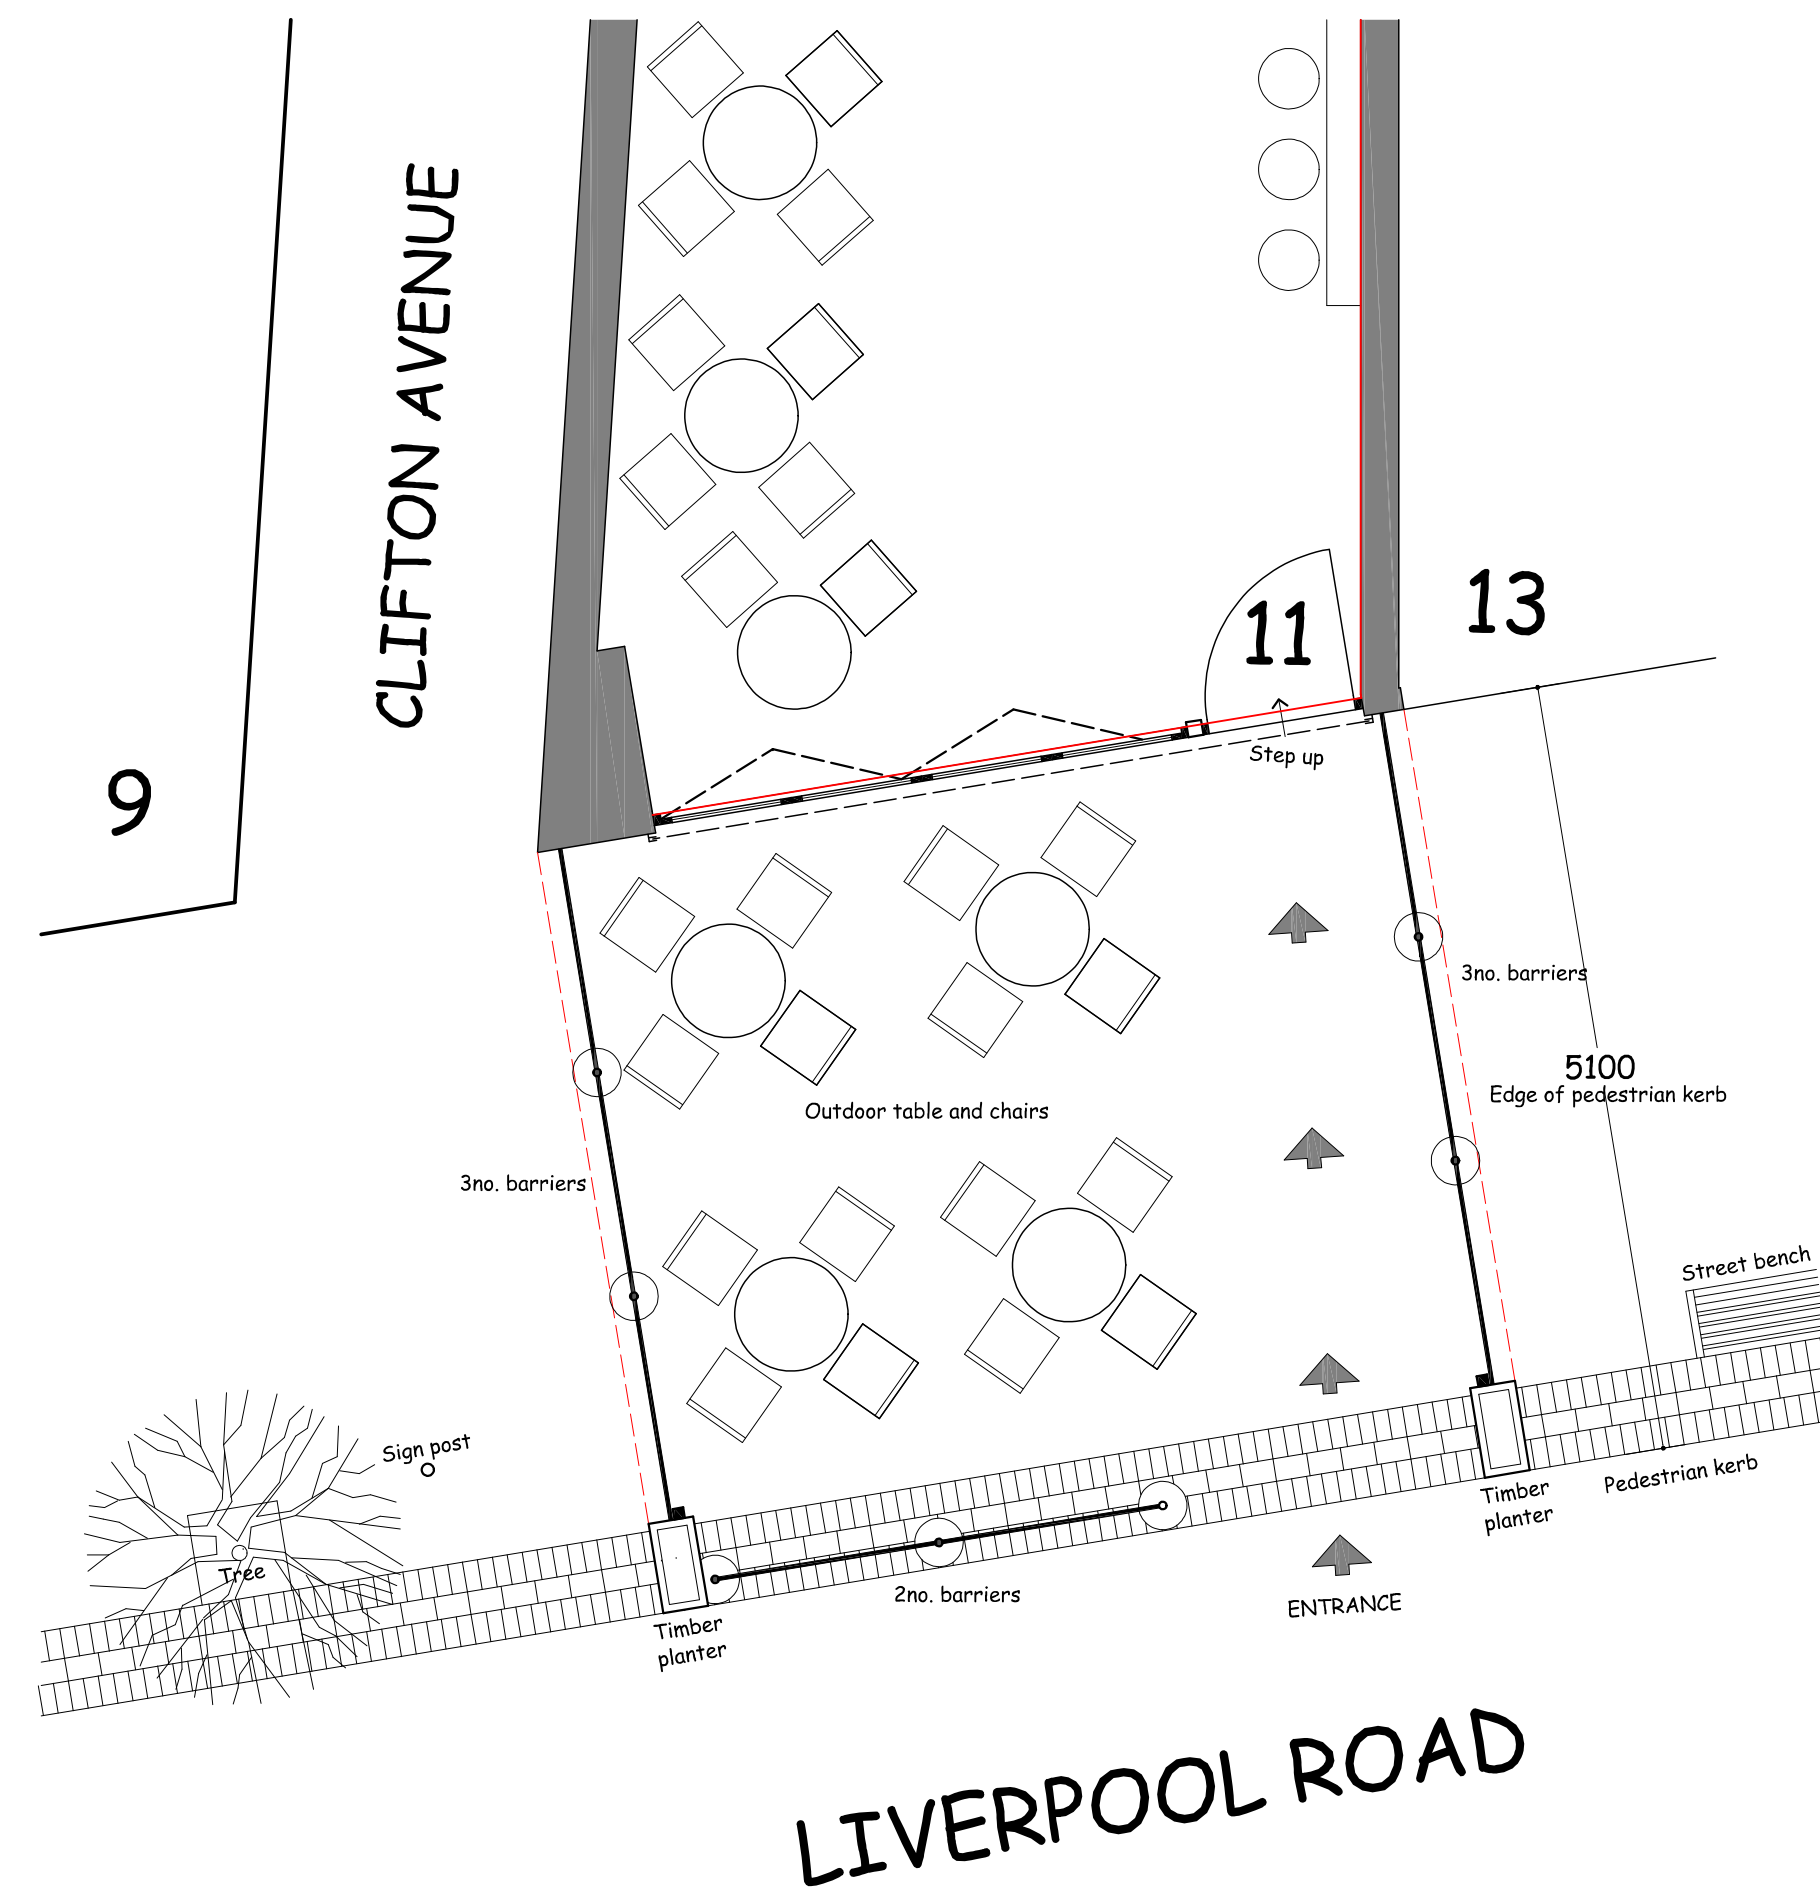 CLIFTON AVENUE
11
13
Step up
9
3no. barriers
5100
Edge of pedestrian kerb
Outdoor table and chairs
3no. barriers
Street bench
Sign post
Pedestrian kerb
Timber
planter
Tree
2no. barriers
ENTRANCE
Timber
planter
LIVERPOOL ROAD